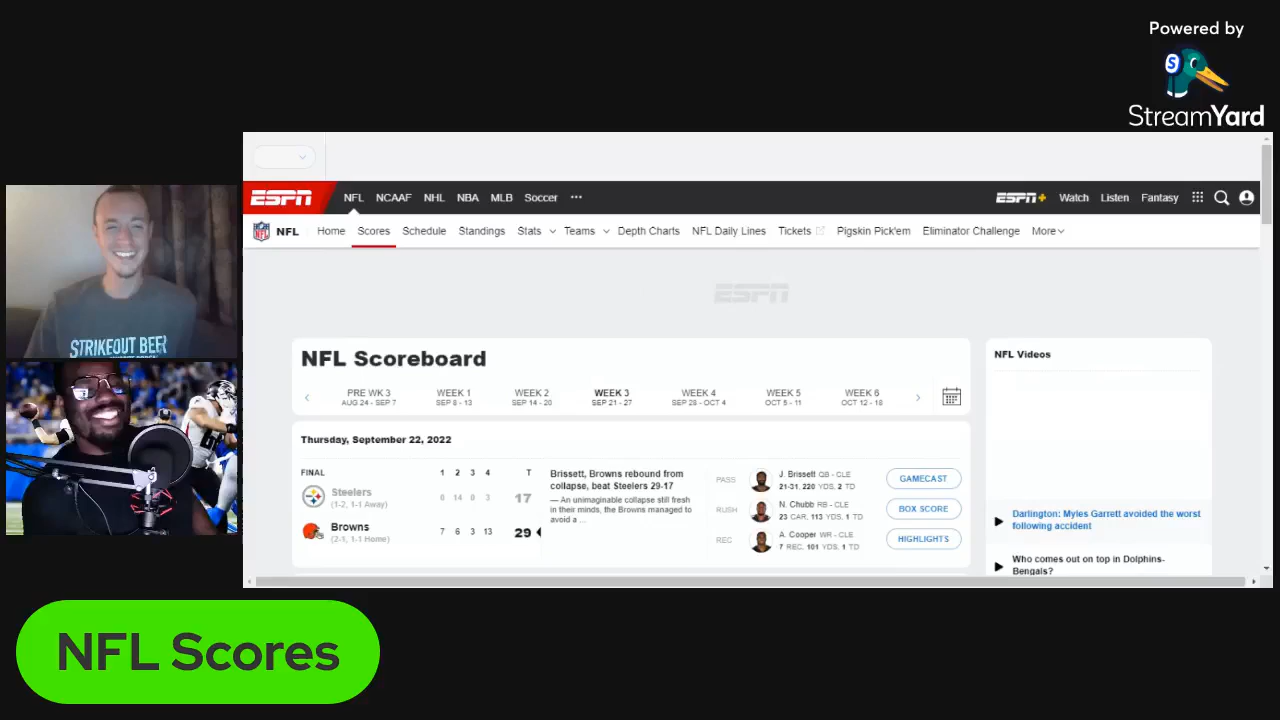 Powered by
StreamYard
ESPN
NFL NCAAF NHL NBA MLB Soccer •••
ESPN+ Watch Listen Fantasy
NFL Home Scores Schedule Standings Stats Teams Depth Charts NFL Daily Lines Tickets Pigskin Pick'em Eliminator Challenge More
ESPN
NFL Scoreboard
PRE WK 3 WEEK 1 WEEK 2 WEEK 3 WEEK 4 WEEK 5 WEEK 6
AUG 24 - SEP 7 SEP 8 - 13 SEP 14 - 20 SEP 21 - 27 SEP 28 - OCT 4 OCT 5 - 11 OCT 12 - 18
Thursday, September 22, 2022
FINAL 1 2 3 4 T
Steelers 0 14 0 3 17
(1-2, 1-1 Away)
Browns 7 6 3 13 29
(2-1, 1-1 Home)
Brissett, Browns rebound from
collapse, beat Steelers 29-17
— An unimaginable collapse still fresh
in their minds, the Browns managed to
avoid a ...
PASS J. Brissett QB - CLE
21-31, 220 YDS, 2 TD
RUSH N. Chubb RB - CLE
23 CAR, 113 YDS, 1 TD
REC A. Cooper WR - CLE
7 REC, 101 YDS, 1 TD
GAMECAST
BOX SCORE
HIGHLIGHTS
NFL Videos
Darlington: Myles Garrett avoided the worst
following accident
Who comes out on top in Dolphins-
Bengals?
STRIKEOUT BEER
NFL Scores